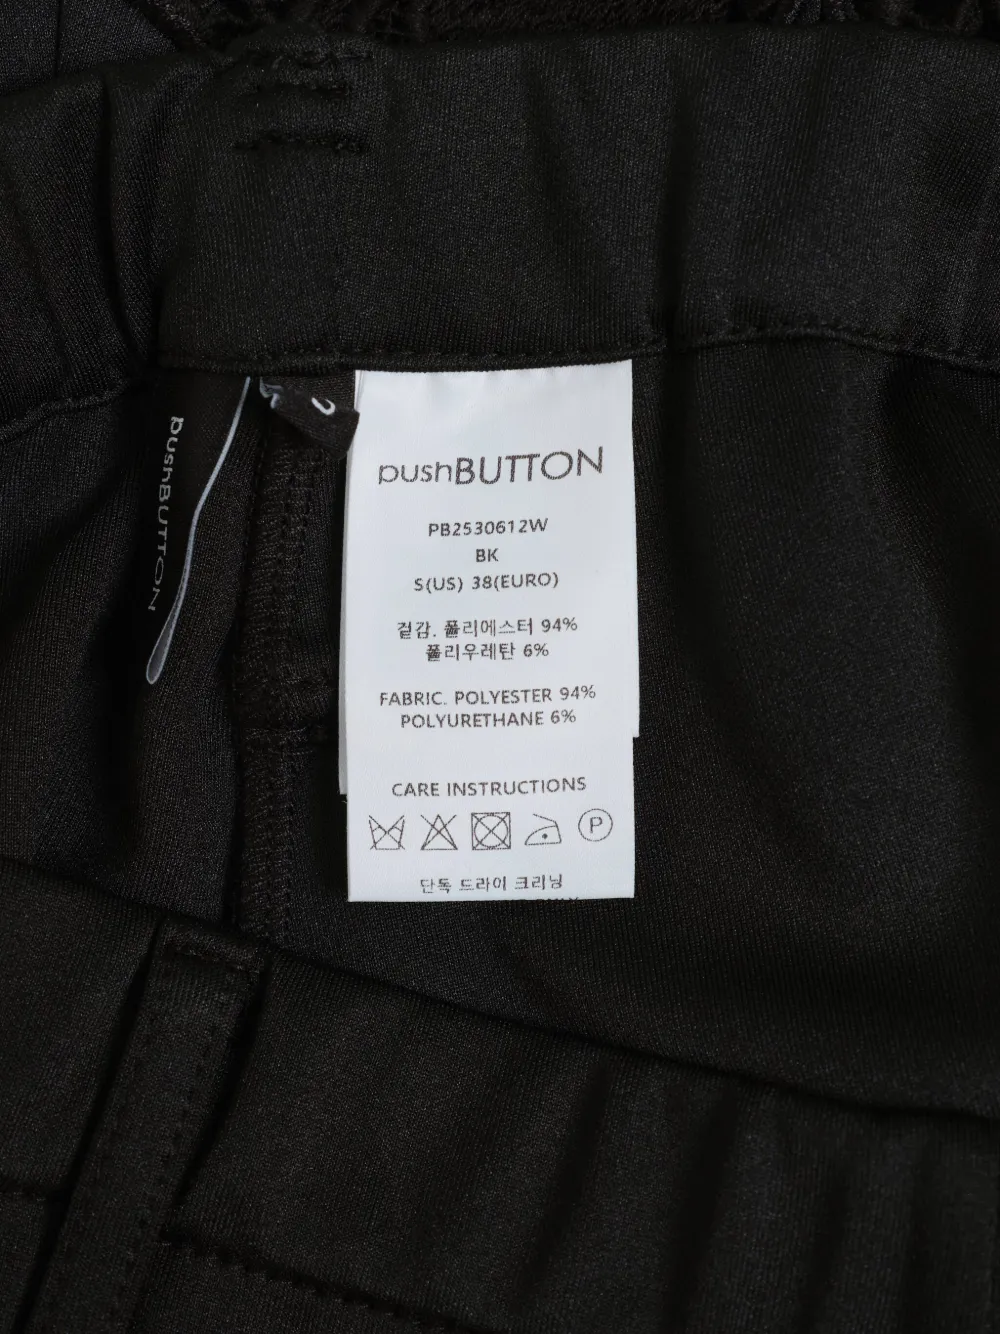 pushBUTTON
pushBUTTON
PB2530612W
BK
S(US) 38(EURO)
겉감. 폴리에스터 94%
폴리우레탄 6%
FABRIC. POLYESTER 94%
POLYURETHANE 6%
CARE INSTRUCTIONS
P
단독 드라이 크리닝